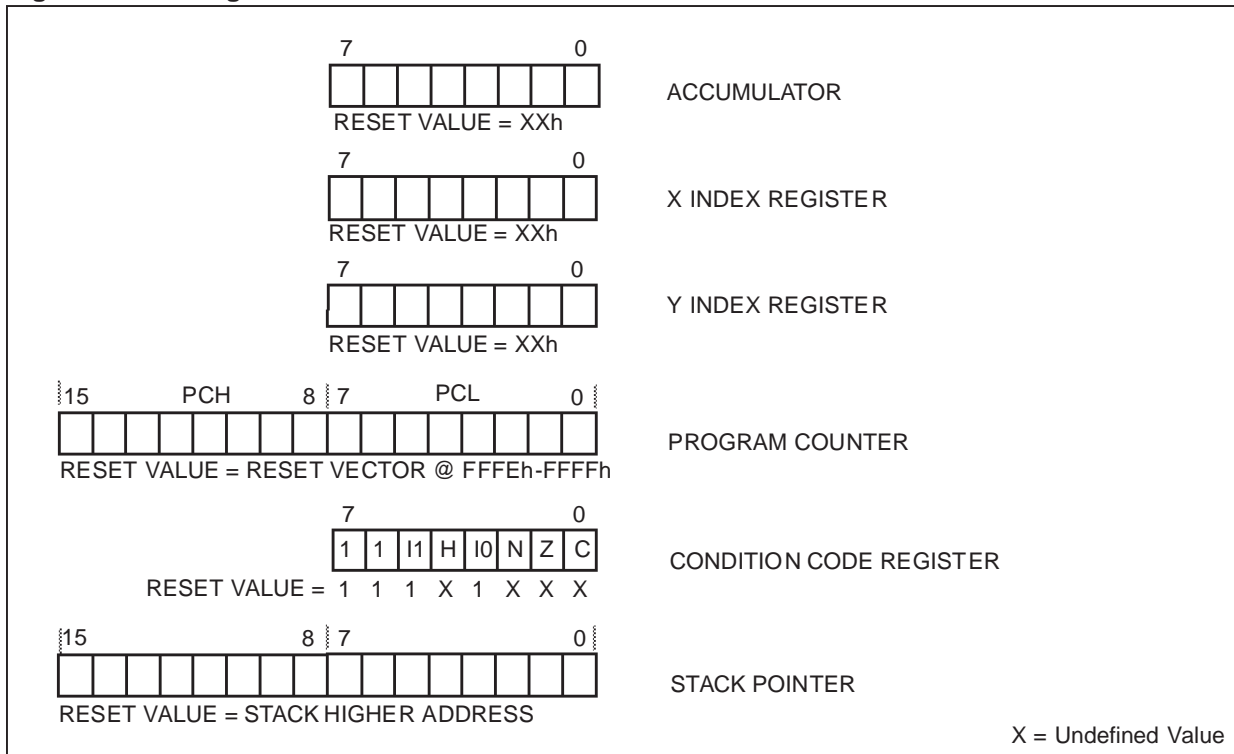 7 0
ACCUMULATOR
RESET VALUE = XXh
7 0
X INDEX REGISTER
RESET VALUE = XXh
7 0
Y INDEX REGISTER
RESET VALUE = XXh
15 PCH 8 7 PCL 0
PROGRAM COUNTER
RESET VALUE = RESET VECTOR @ FFFEh-FFFFh
7 0
1 1 I1 H I0 N Z C
CONDITION CODE REGISTER
RESET VALUE = 1 1 1 X 1 X X X
15 8 7 0
STACK POINTER
RESET VALUE = STACK HIGHER ADDRESS
X = Undefined Value